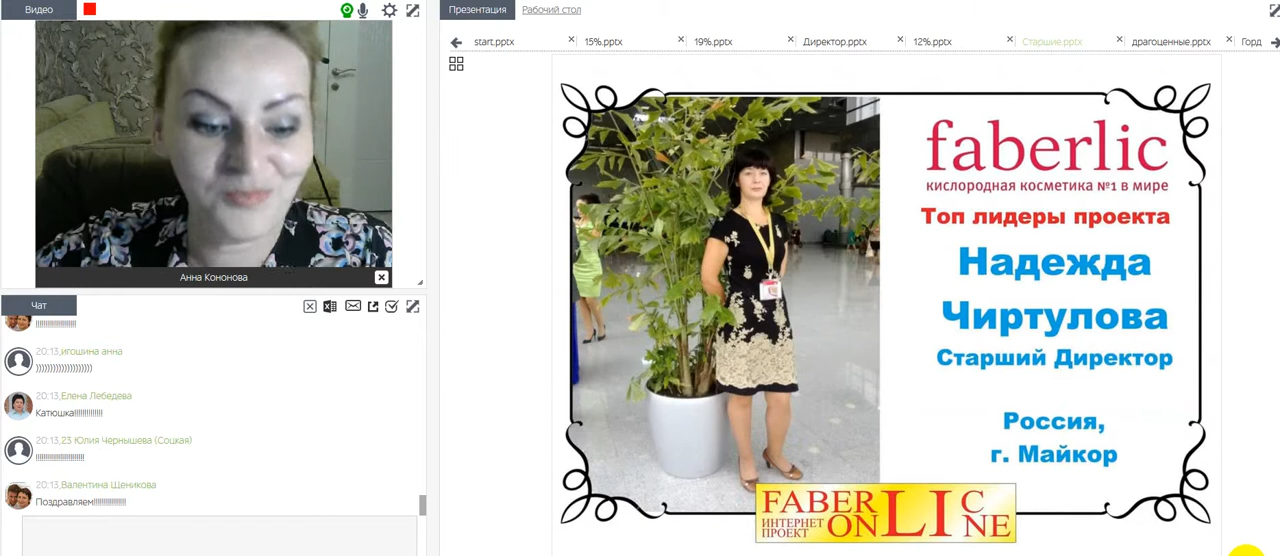 Видео
Анна Кононова
Чат
!!!!!!!!!!!!!!!!!!!!
20:13,игошина анна
))))))))))))))))))))
20:13,Елена Лебедева
Катюшка!!!!!!!!!!!!!!
20:13,23 Юлия Чернышева (Соцкая)
!!!!!!!!!!!!!!!!!!!!!!!
20:13,Валентина Щеникова
Поздравляем!!!!!!!!!!!!!!!!
Презентация Рабочий стол
start.pptx 15%.pptx 19%.pptx Директор.pptx 12%.pptx Старшие.pptx драгоценные.pptx Горд
faberlic
кислородная косметика №1 в мире
Топ лидеры проекта
Надежда
Чиртулова
Старший Директор
Россия,
г. Майкор
FABERLIC
ИНТЕРНЕТ ПРОЕКТ
ONLINE